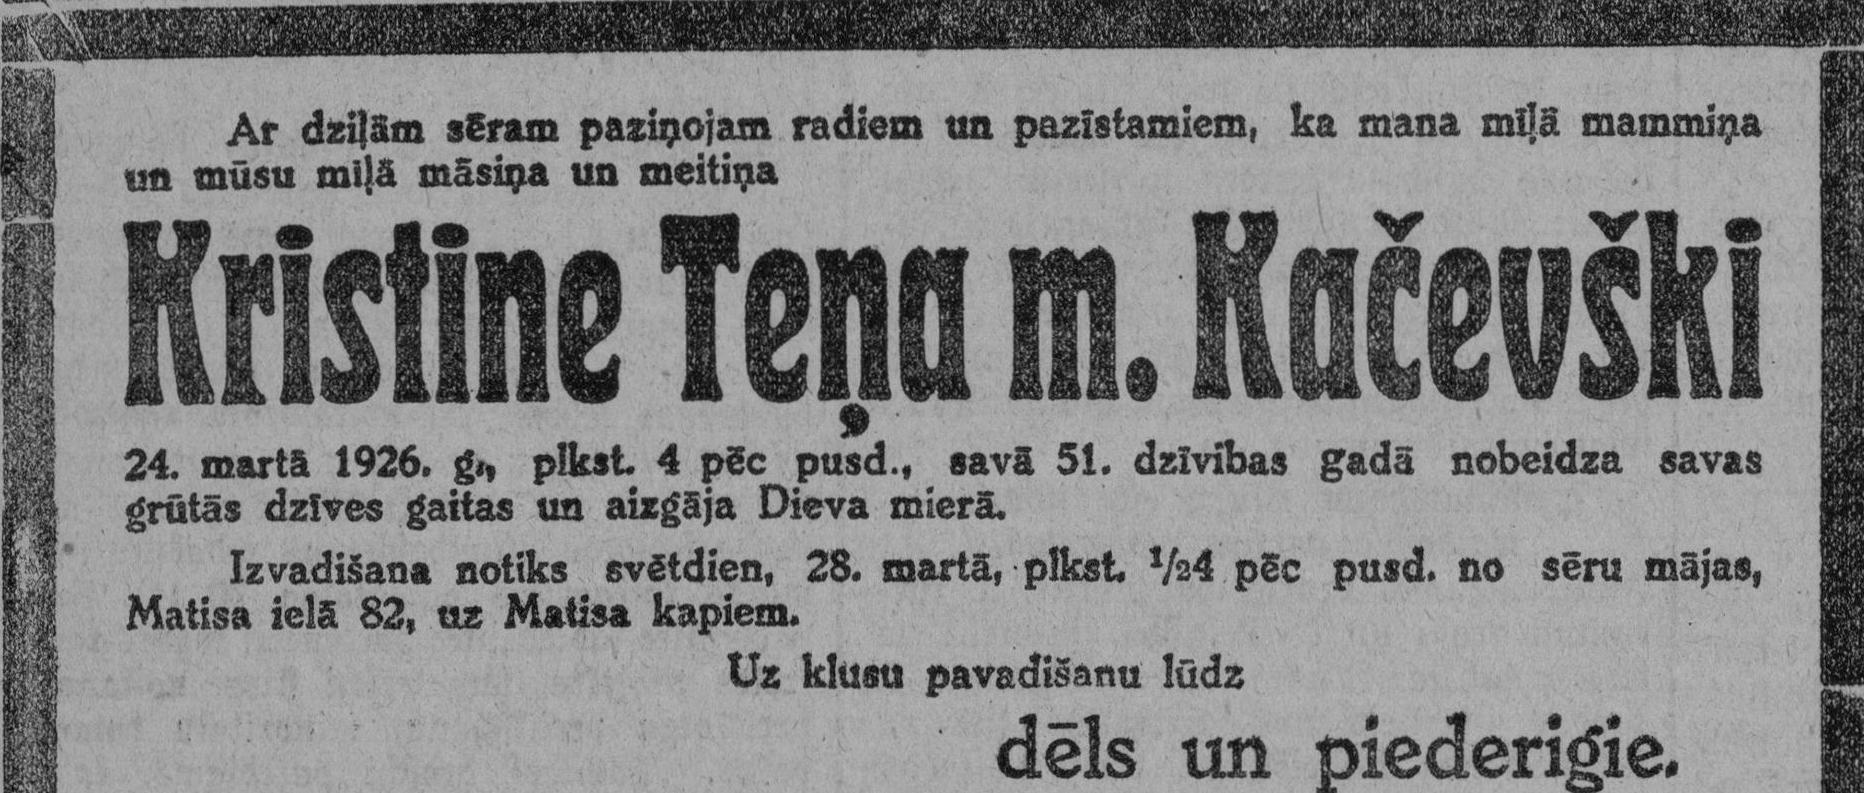 Ar dziļām sēram paziņojam radiem un pazīstamiem, ka mana mīļā mammiņa
un mūsu miļā māsiņa un meitiņa
Kristine Teņa m. Kačevški
24. martā 1926. g., plkst. 4 pēc pusd., savā 51. dzīvibas gadā nobeidza savas
grūtās dzīves gaitas un aizgāja Dieva mierā.
Izvadišana notiks svētdien, 28. martā, plkst. ½4 pēc pusd. no sēru mājas,
Matisa ielā 82, uz Matisa kapiem.
Uz klusu pavadišanu lūdz
dēls un piederiģie.